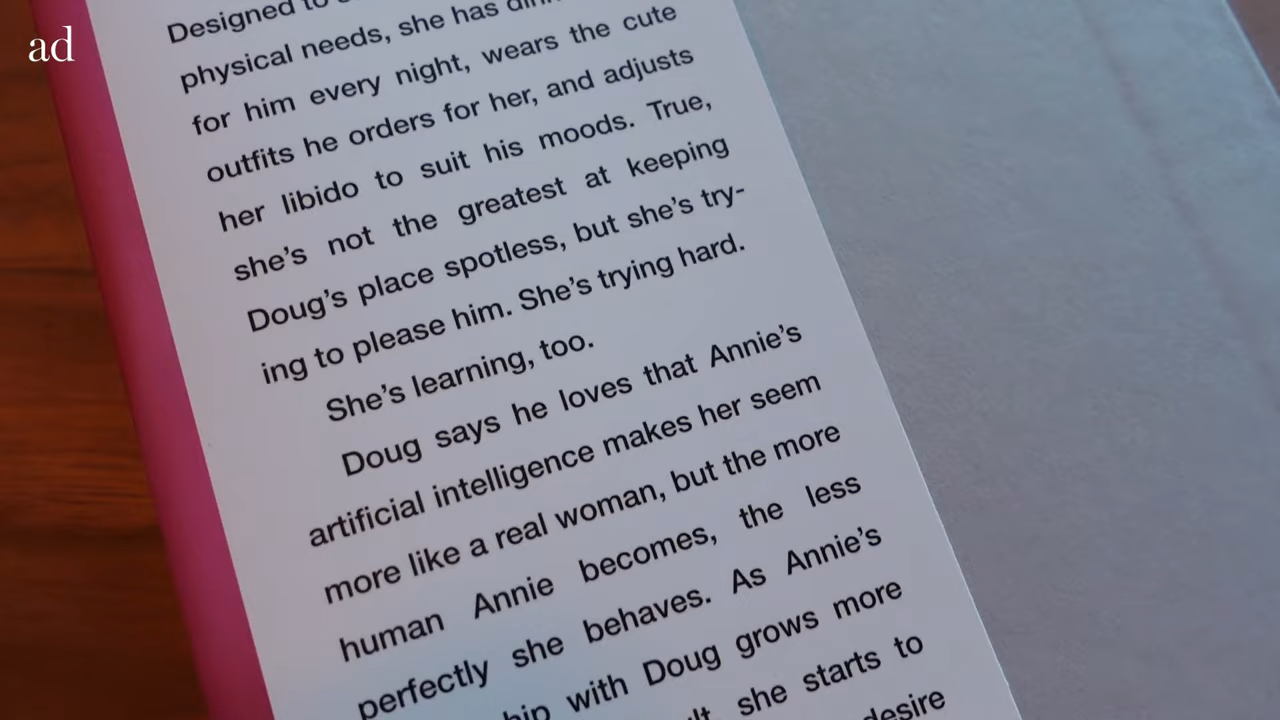 ad
Designed to
physical needs, she has
for him every night, wears the cute
outfits he orders for her, and adjusts
her libido to suit his moods. True,
she's not the greatest at keeping
Doug's place spotless, but she's try-
ing to please him. She's trying hard.
She's learning, too.
Doug says he loves that Annie's
artificial intelligence makes her seem
more like a real woman, but the more
human Annie becomes, the less
perfectly she behaves. As Annie's
with Doug grows more
she starts to
desire